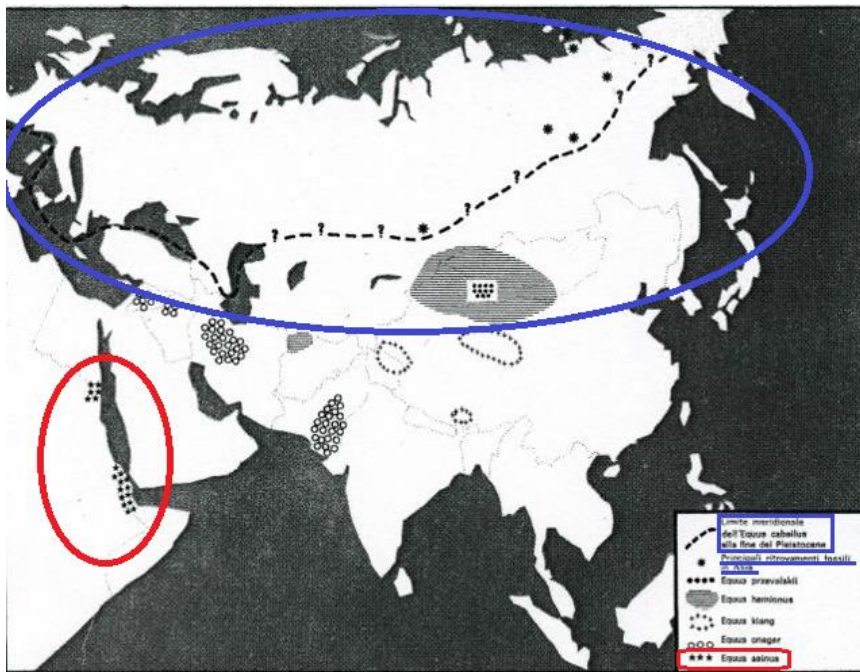 ?
?
?
?
?
?
?
?
Limite meridionale
dell'Equus caballus
alla fine del Pleistocene
Principali ritrovamenti fossili
in Asia
Equus przevalskii
Equus hemionus
Equus kiang
Equus onager
Equus asinus